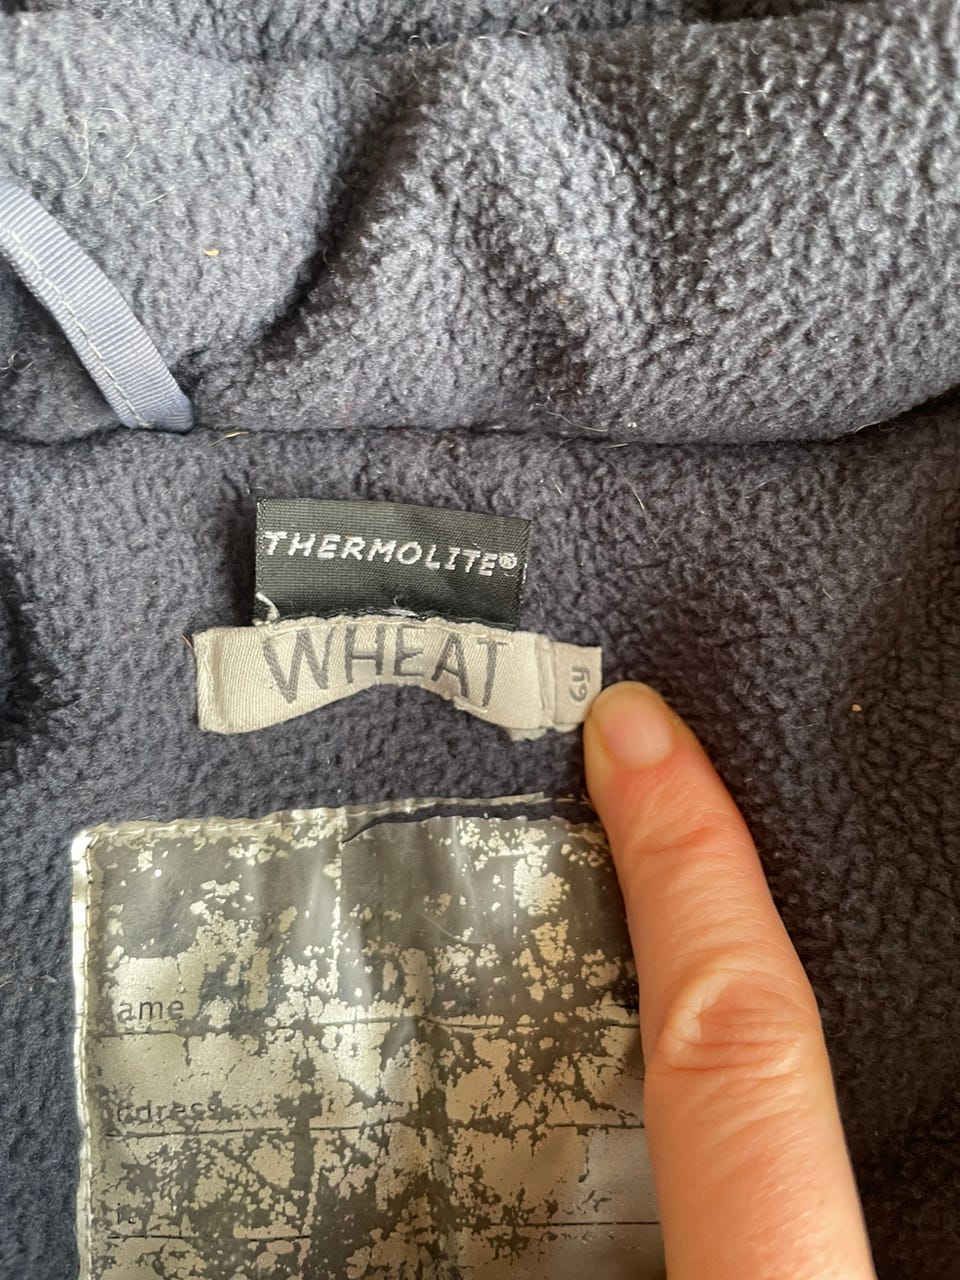 THERMOLITE®
WHEAT
6Y
ame
ddress